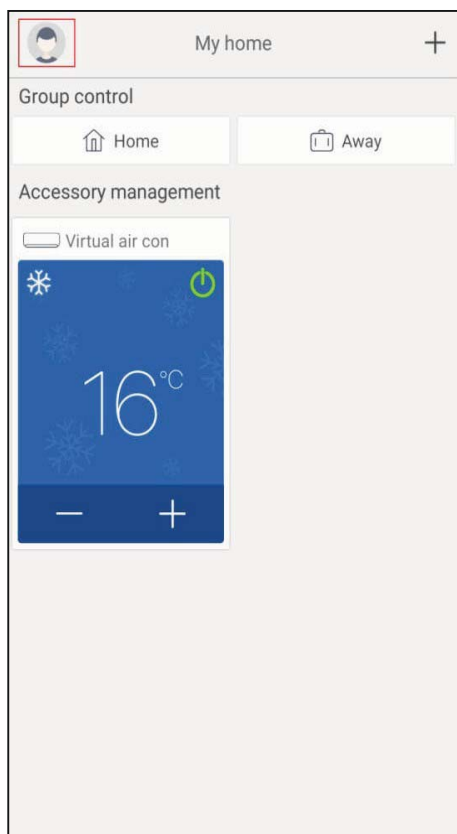 My home
Group control
Home
Away
Accessory management
Virtual air con
16°C